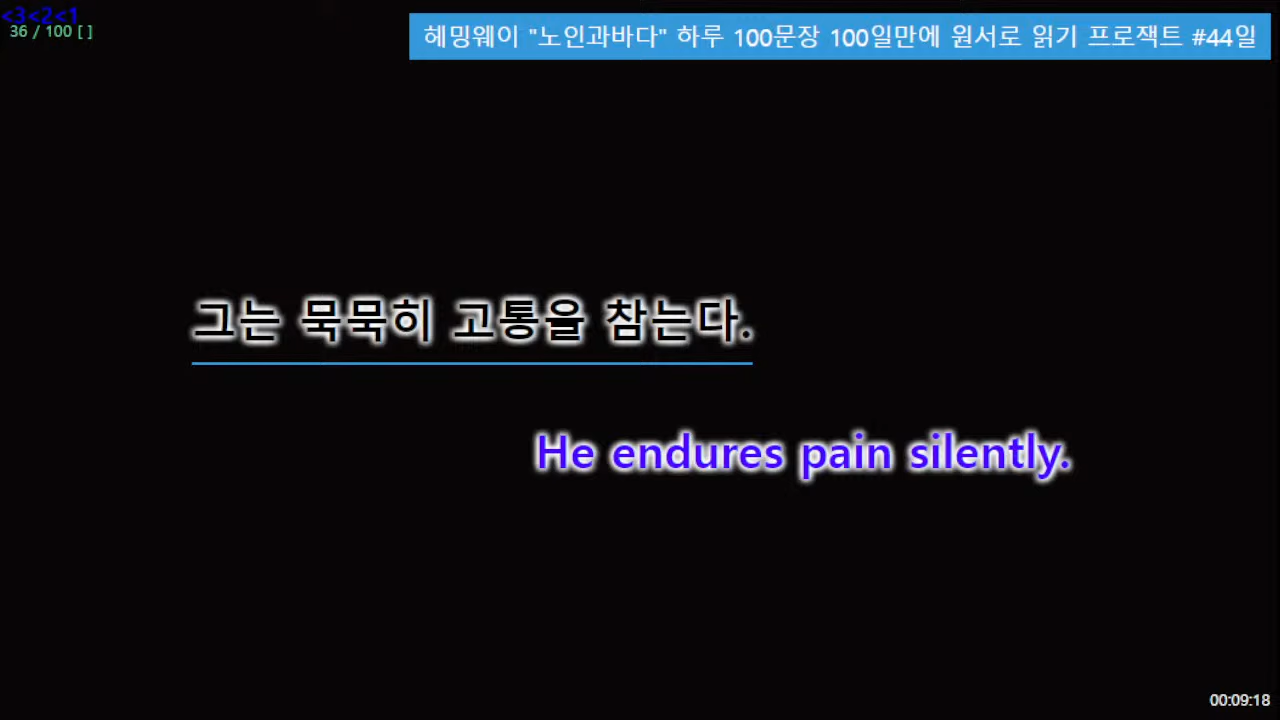 <3<2<1
36 / 100 [ ]
헤밍웨이 "노인과바다" 하루 100문장 100일만에 원서로 읽기 프로잭트 #44일
그는 묵묵히 고통을 참는다.
He endures pain silently.
00:09:18